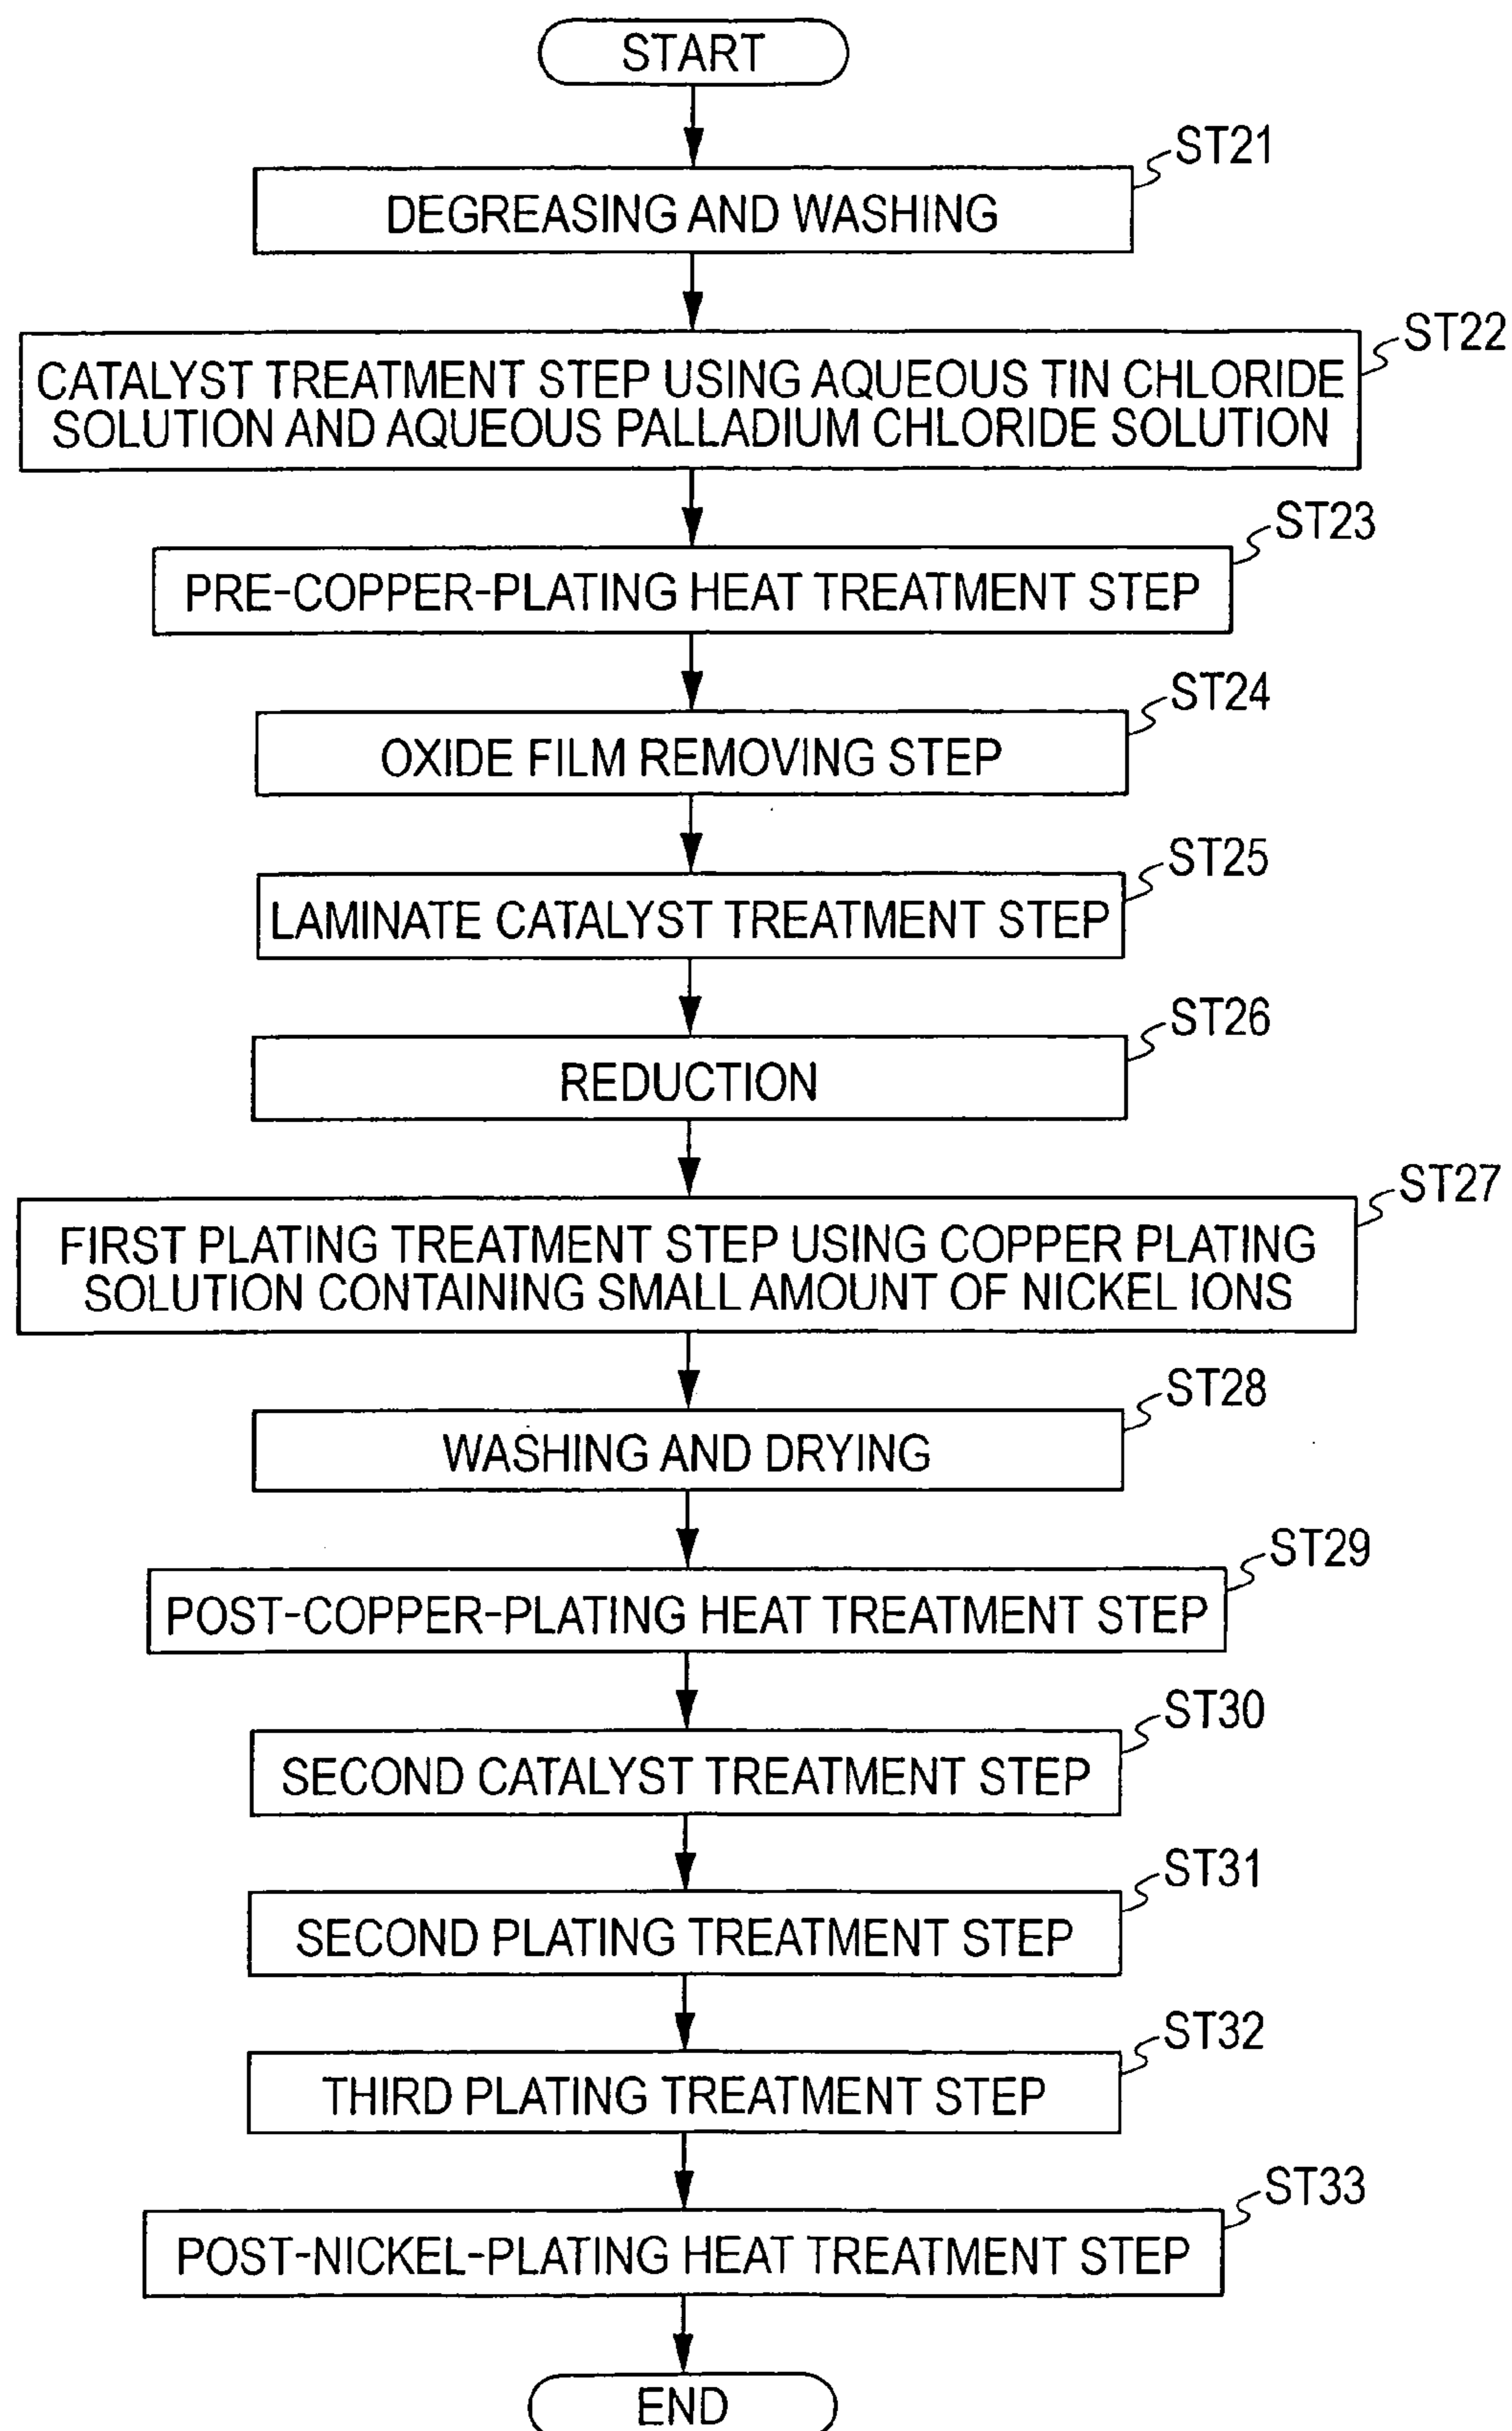 START
ST21
DEGREASING AND WASHING
ST22
CATALYST TREATMENT STEP USING AQUEOUS TIN CHLORIDE
SOLUTION AND AQUEOUS PALLADIUM CHLORIDE SOLUTION
ST23
PRE-COPPER-PLATING HEAT TREATMENT STEP
ST24
OXIDE FILM REMOVING STEP
ST25
LAMINATE CATALYST TREATMENT STEP
ST26
REDUCTION
ST27
FIRST PLATING TREATMENT STEP USING COPPER PLATING
SOLUTION CONTAINING SMALL AMOUNT OF NICKEL IONS
ST28
WASHING AND DRYING
ST29
POST-COPPER-PLATING HEAT TREATMENT STEP
ST30
SECOND CATALYST TREATMENT STEP
ST31
SECOND PLATING TREATMENT STEP
ST32
THIRD PLATING TREATMENT STEP
ST33
POST-NICKEL-PLATING HEAT TREATMENT STEP
END